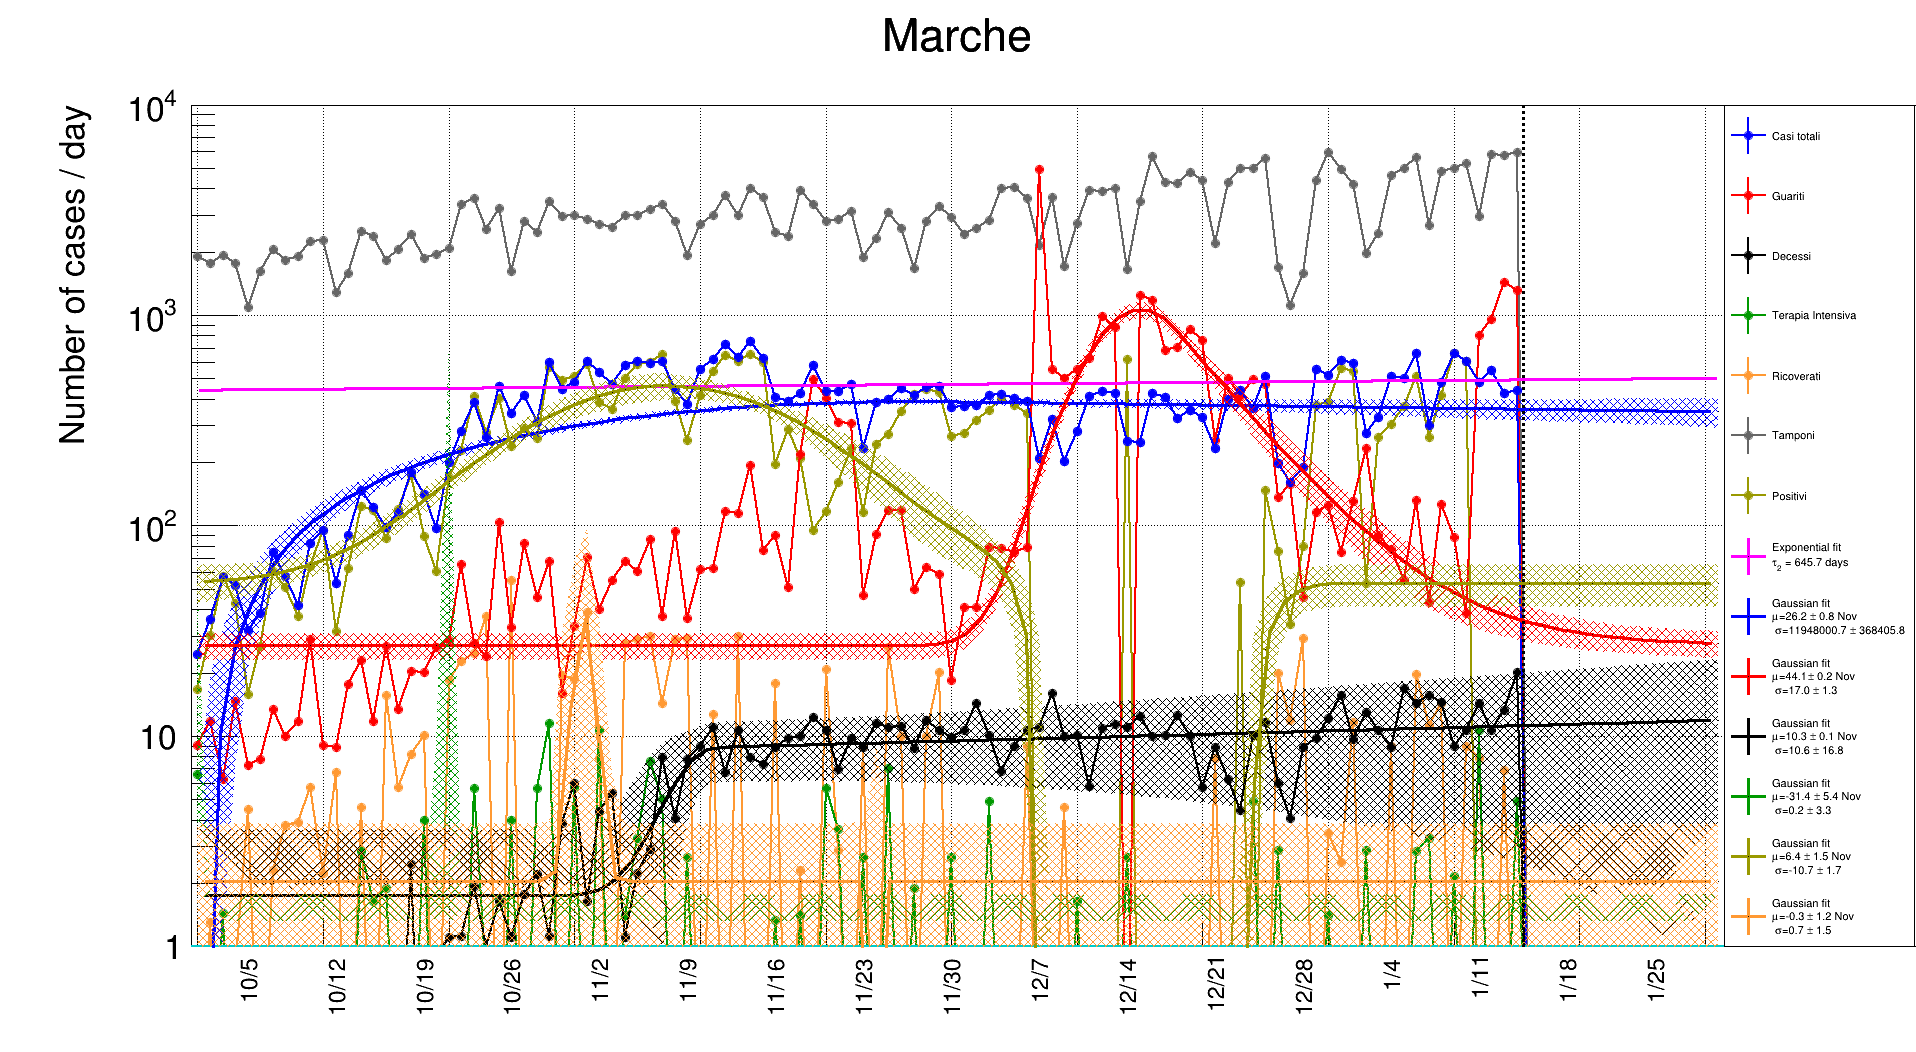 Marche
Number of cases / day
10^4
10^3
10^2
10
1
10/5
10/12
10/19
10/26
11/2
11/9
11/16
11/23
11/30
12/7
12/14
12/21
12/28
1/4
1/11
1/18
1/25
Casi totali
Guariti
Decessi
Terapia Intensiva
Ricoverati
Tamponi
Positivi
Exponential fit
τ_2 = 645.7 days
Gaussian fit
μ=26.2 ± 0.8 Nov
σ=11948000.7 ± 368405.8
Gaussian fit
μ=44.1 ± 0.2 Nov
σ=17.0 ± 1.3
Gaussian fit
μ=10.3 ± 0.1 Nov
σ=10.6 ± 16.8
Gaussian fit
μ=-31.4 ± 5.4 Nov
σ=0.2 ± 3.3
Gaussian fit
μ=6.4 ± 1.5 Nov
σ=-10.7 ± 1.7
Gaussian fit
μ=-0.3 ± 1.2 Nov
σ=0.7 ± 1.5